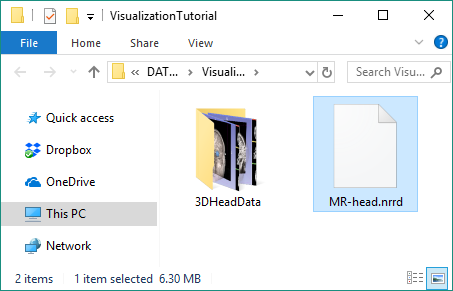 VisualizationTutorial
File Home Share View
DAT... Visuali... Search Visu...
Quick access
Dropbox
OneDrive
This PC
Network
3DHeadData
MR-head.nrrd
2 items 1 item selected 6.30 MB